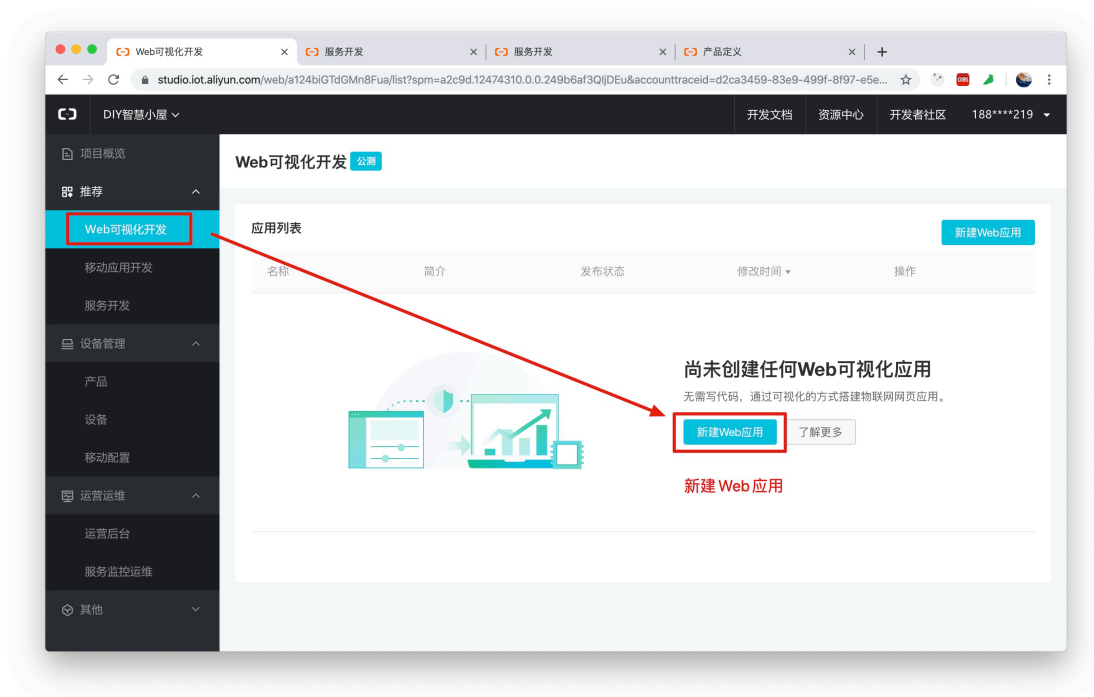 Web可视化开发
服务开发
服务开发
产品定义
studio.iot.aliyun.com/web/a124biGTdGMn8Fua/list?spm=a2c9d.12474310.0.0.249b6af3QljDEu&accounttraceid=d2ca3459-83e9-499f-8f97-e5e...
CORS
DIY智慧小屋
开发文档
资源中心
开发者社区
188****219
项目概览
推荐
Web可视化开发
移动应用开发
服务开发
设备管理
产品
设备
移动配置
运营运维
运营后台
服务监控运维
其他
Web可视化开发 公测
应用列表
新建Web应用
名称 简介 发布状态 修改时间 操作
尚未创建任何Web可视化应用
无需写代码，通过可视化的方式搭建物联网网页应用。
新建Web应用 了解更多
新建 Web 应用